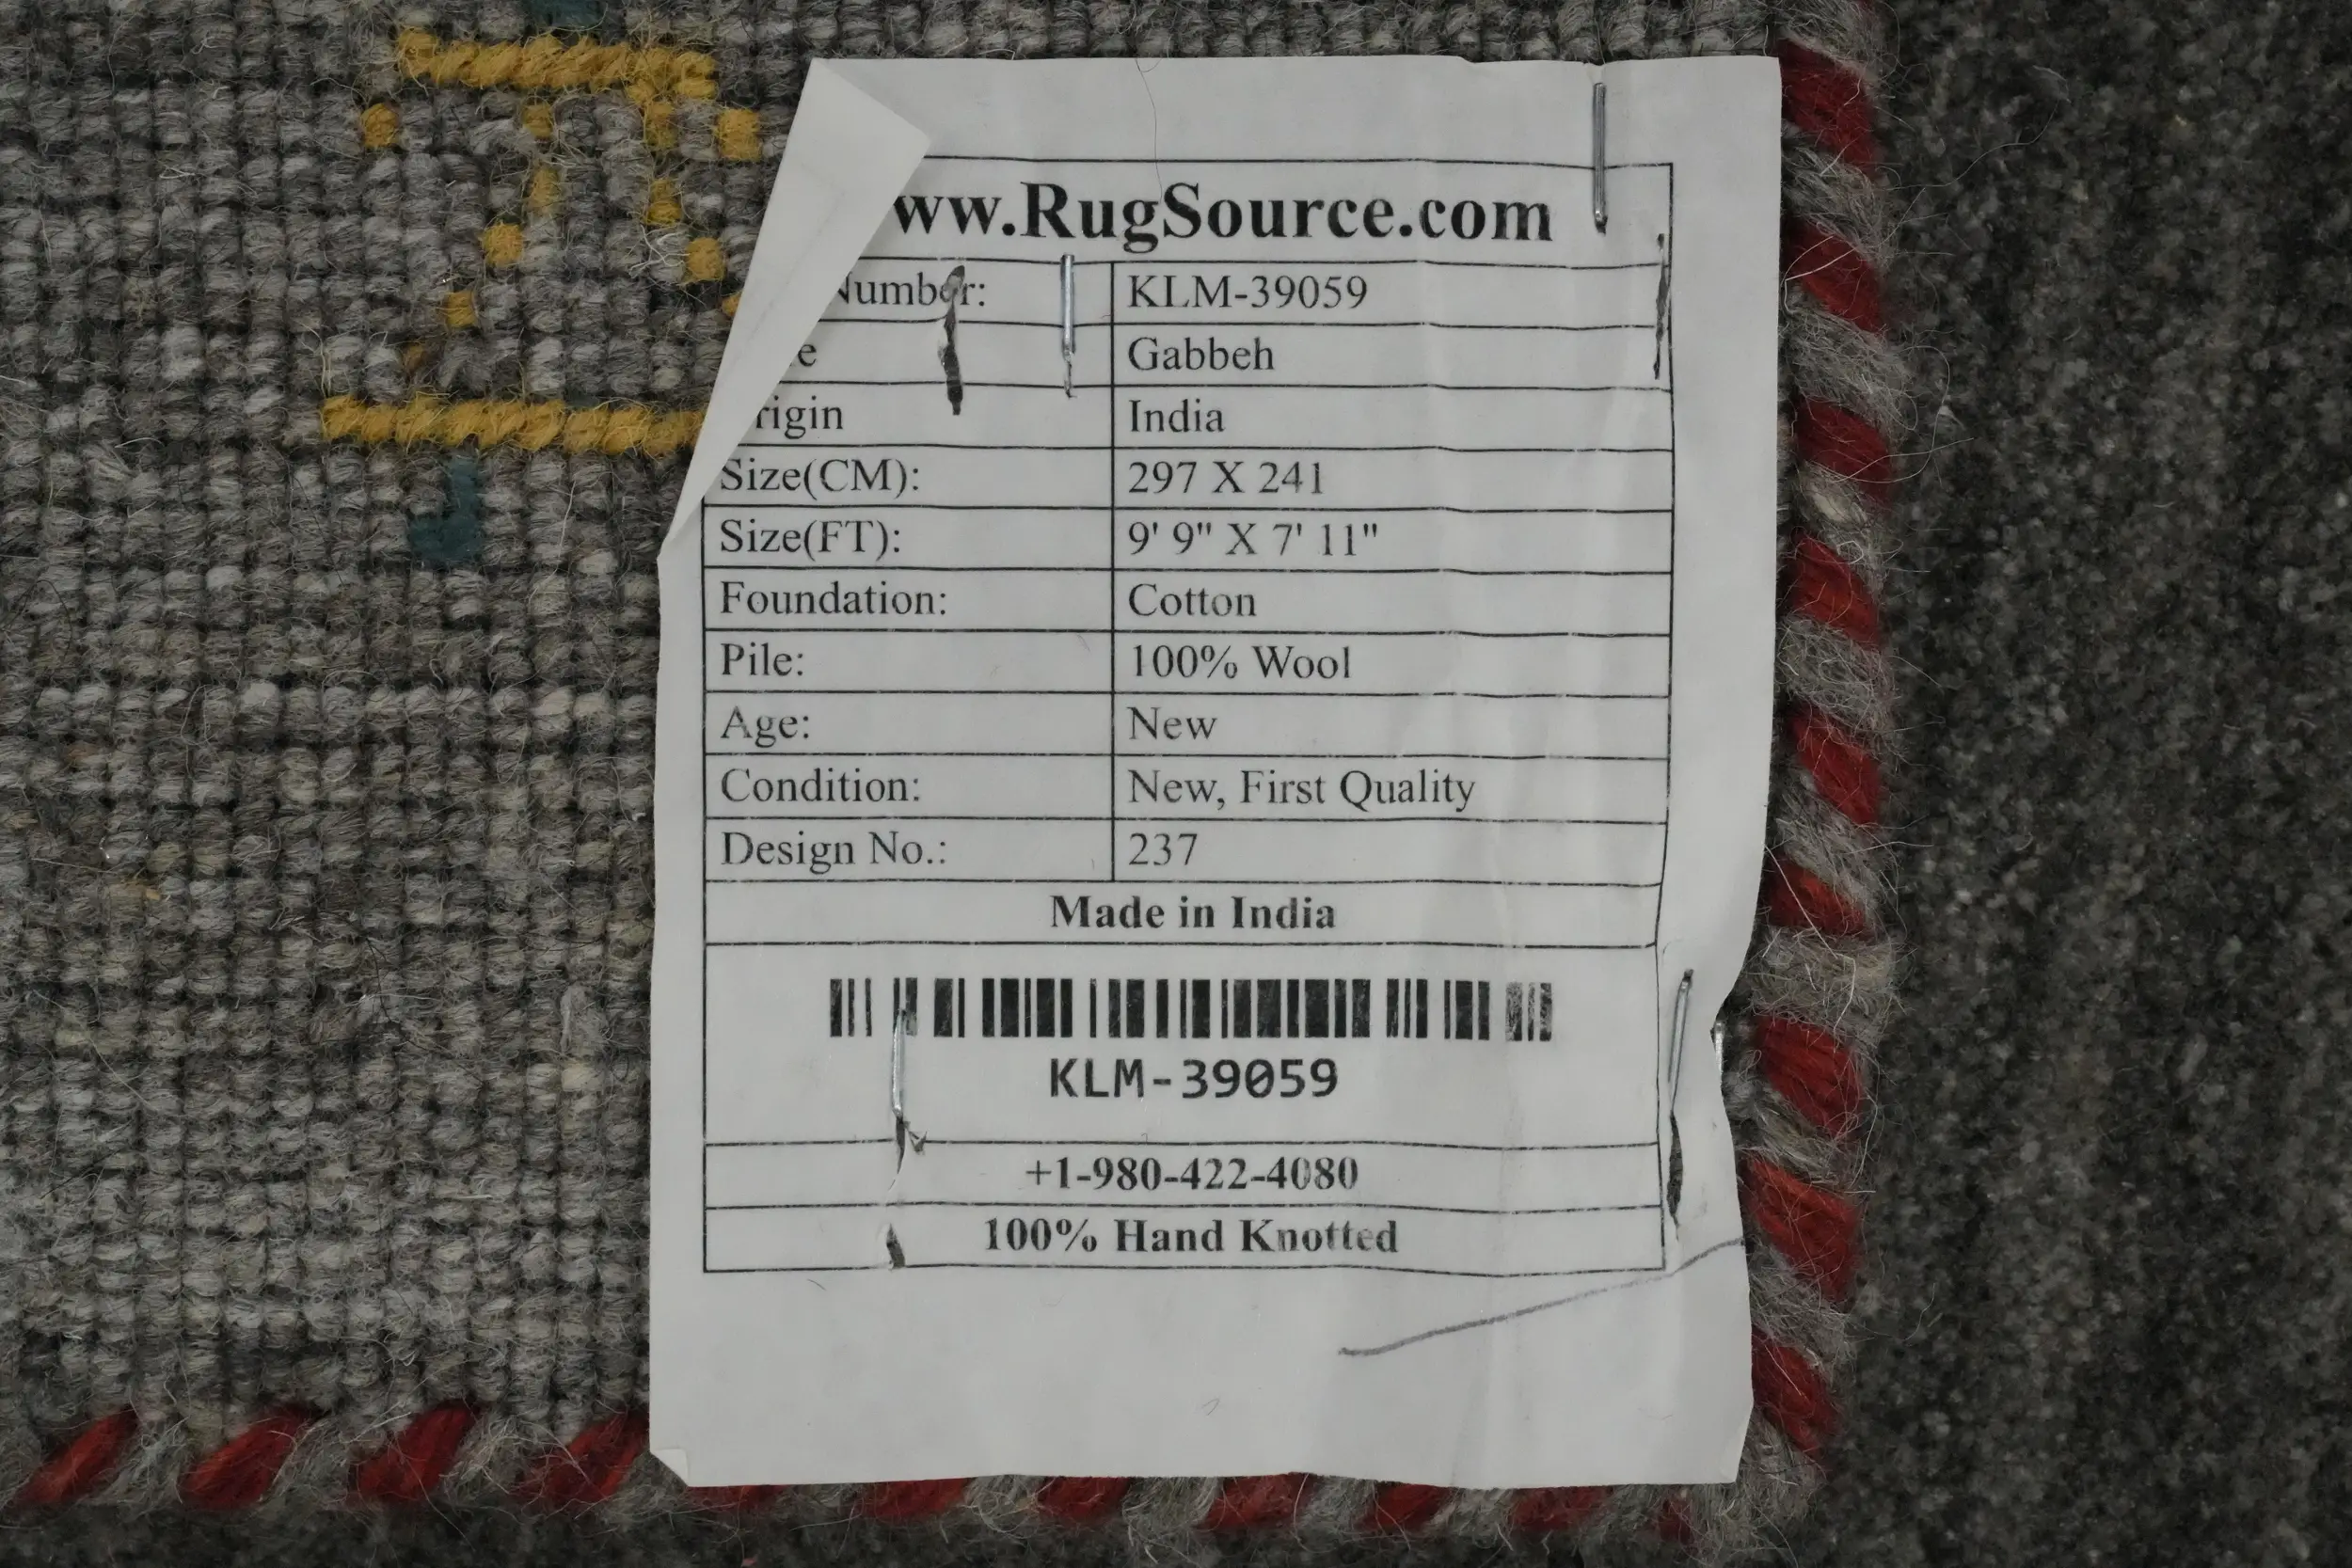 ww.RugSource.com
Number: KLM-39059
e Gabbeh
rigin India
Size(CM): 297 X 241
Size(FT): 9' 9" X 7' 11"
Foundation: Cotton
Pile: 100% Wool
Age: New
Condition: New, First Quality
Design No.: 237
Made in India
KLM-39059
+1-980-422-4080
100% Hand Knotted